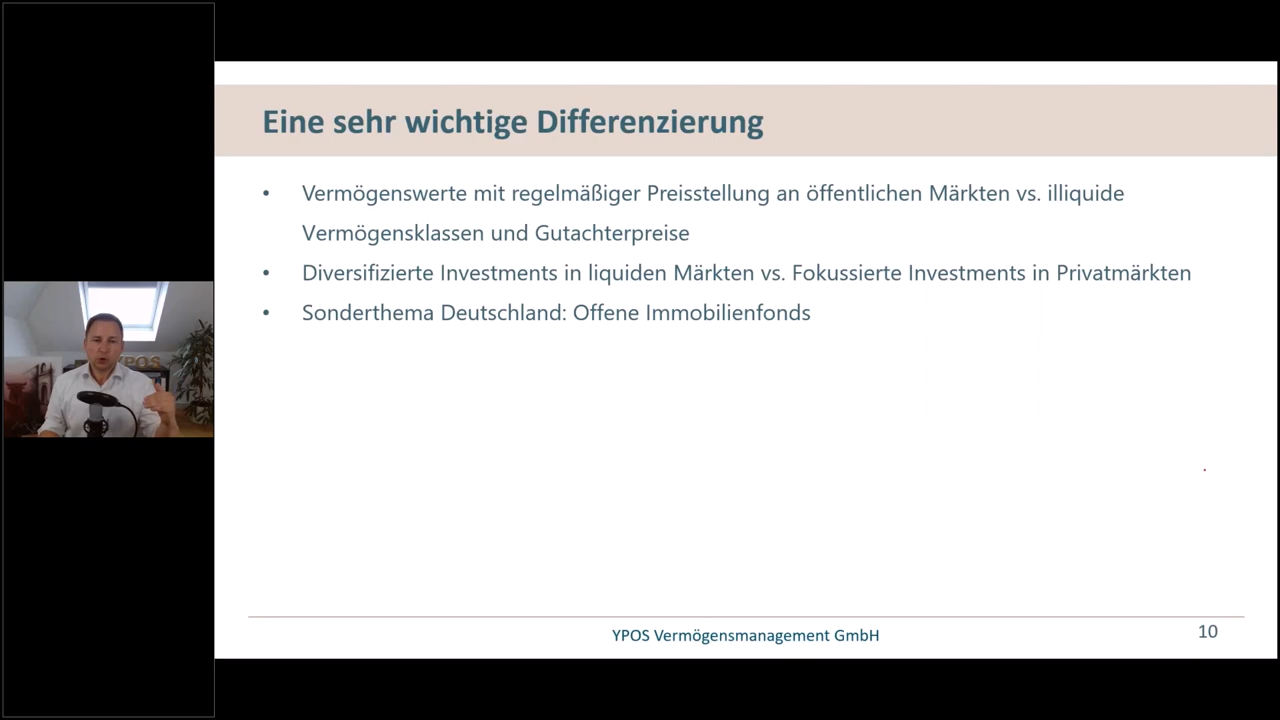 Eine sehr wichtige Differenzierung
• Vermögenswerte mit regelmäßiger Preisstellung an öffentlichen Märkten vs. illiquide
Vermögensklassen und Gutachterpreise
• Diversifizierte Investments in liquiden Märkten vs. Fokussierte Investments in Privatmärkten
• Sonderthema Deutschland: Offene Immobilienfonds
YPOS
YPOS Vermögensmanagement GmbH
10